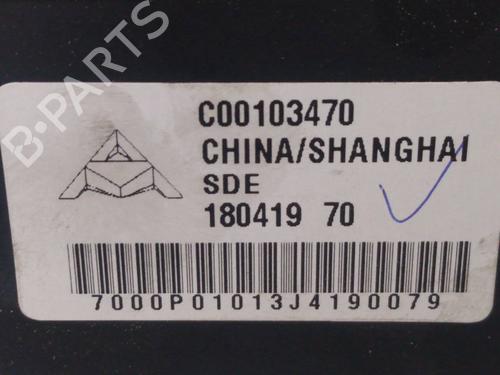 B-PARTS
C00103470
CHINA/SHANGHAI
SDE
180419 70
7000P01013J4190079